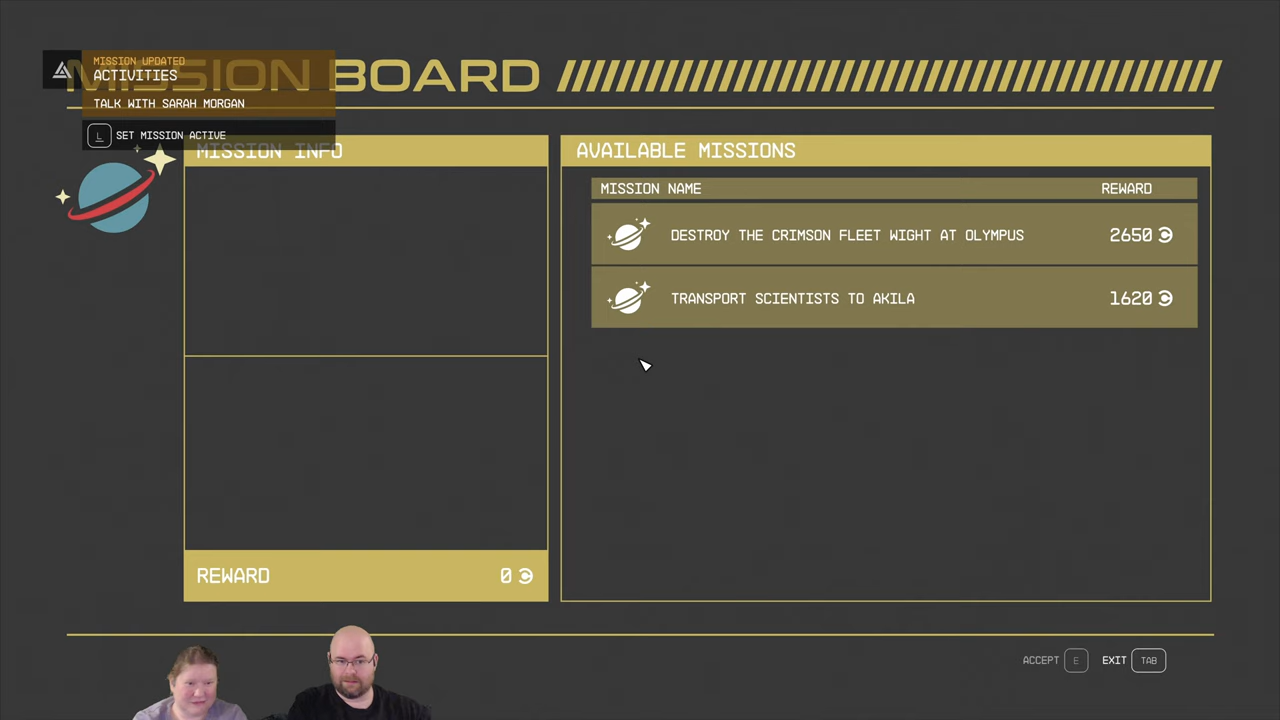 MISSION UPDATED
ACTIVITIES
TALK WITH SARAH MORGAN
L SET MISSION ACTIVE
MISSION BOARD
MISSION INFO
AVAILABLE MISSIONS
MISSION NAME REWARD
DESTROY THE CRIMSON FLEET WIGHT AT OLYMPUS 2650
TRANSPORT SCIENTISTS TO AKILA 1620
REWARD 0
ACCEPT E EXIT TAB